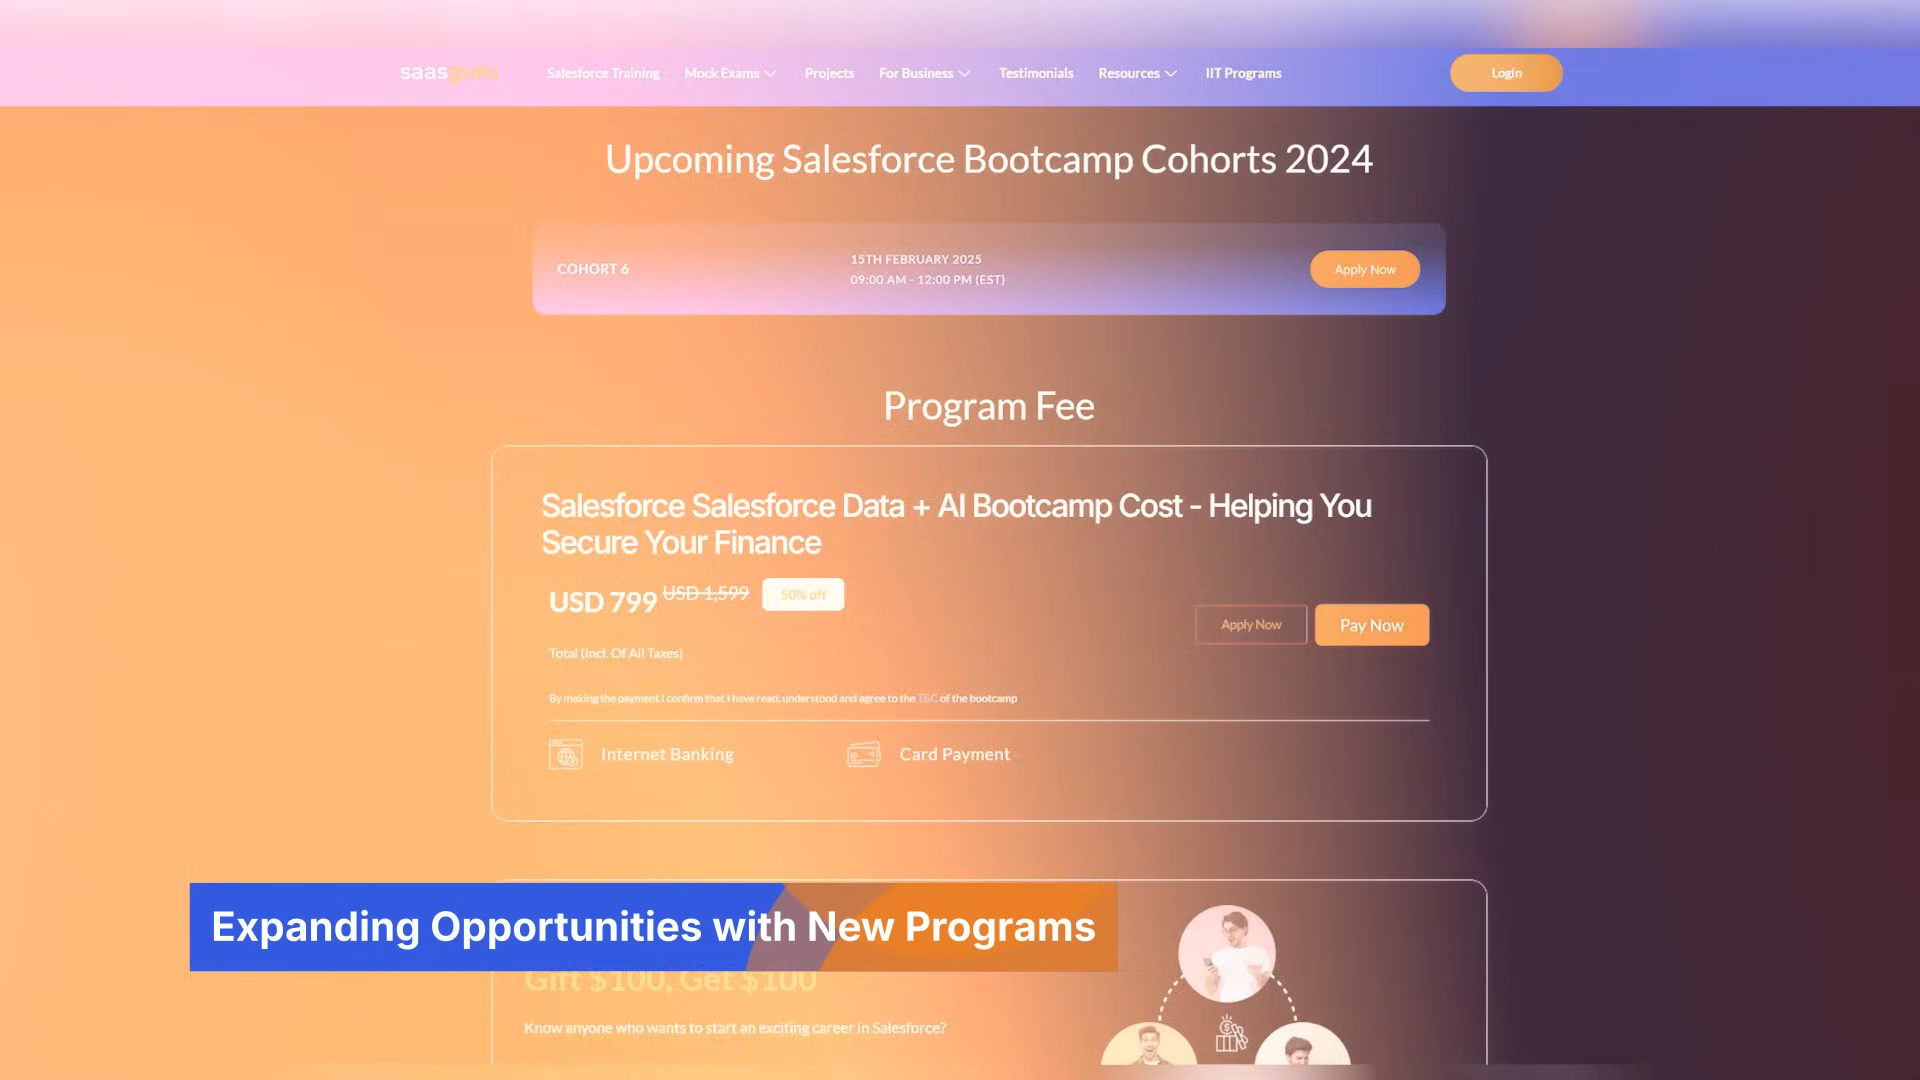 saasguru
Salesforce Training Mock Exams Projects For Business Testimonials Resources IIT Programs Login
Upcoming Salesforce Bootcamp Cohorts 2024
COHORT 6
15TH FEBRUARY 2025
09:00 AM - 12:00 PM (EST)
Apply Now
Program Fee
Salesforce Salesforce Data + AI Bootcamp Cost - Helping You
Secure Your Finance
USD 799 USD 1,599 50% off
Apply Now Pay Now
Total (Incl. Of All Taxes)
By making the payment I confirm that I have read, understood and agree to the T&C of the bootcamp
Internet Banking Card Payment
Expanding Opportunities with New Programs
Gift $100, Get $100
Know anyone who wants to start an exciting career in Salesforce?